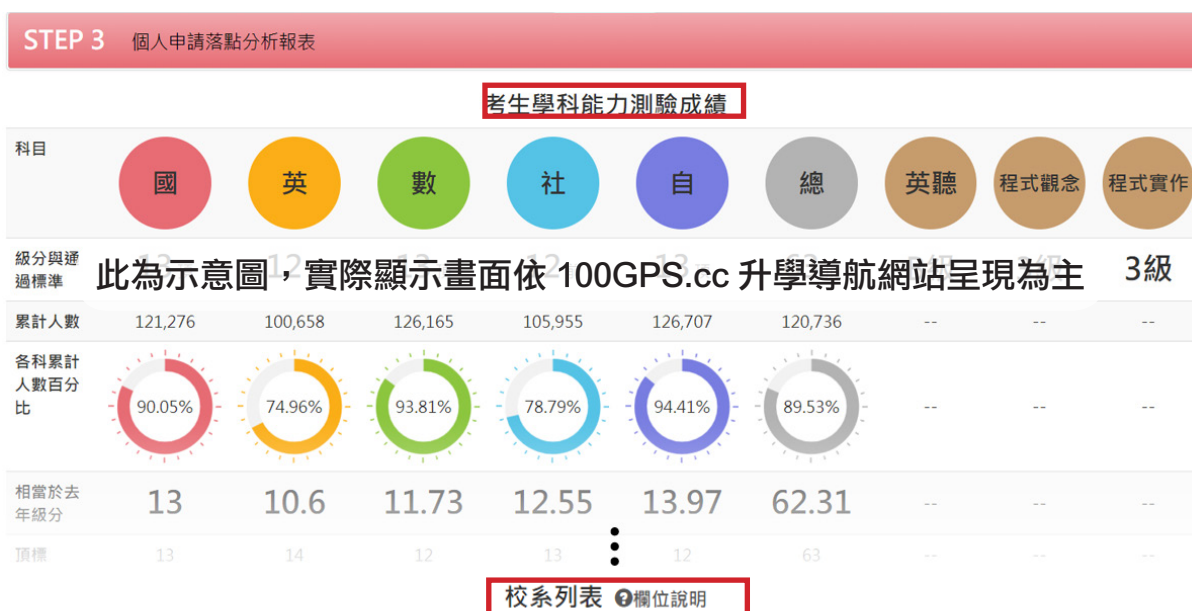 STEP 3 個人申請落點分析報表
考生學科能力測驗成績
科目 國 英 數 社 自 總 英聽 程式觀念 程式實作
級分與通過標準 3級
此為示意圖，實際顯示畫面依 100GPS.cc 升學導航網站呈現為主
累計人數 121,276 100,658 126,165 105,955 126,707 120,736 -- -- --
各科累計
人數百分
比
90.05% 74.96% 93.81% 78.79% 94.41% 89.53% -- -- --
相當於去
年級分
13 10.6 11.73 12.55 13.97 62.31 -- -- --
頂標 13 14 12 13 12 63 -- -- --
校系列表 ?欄位說明